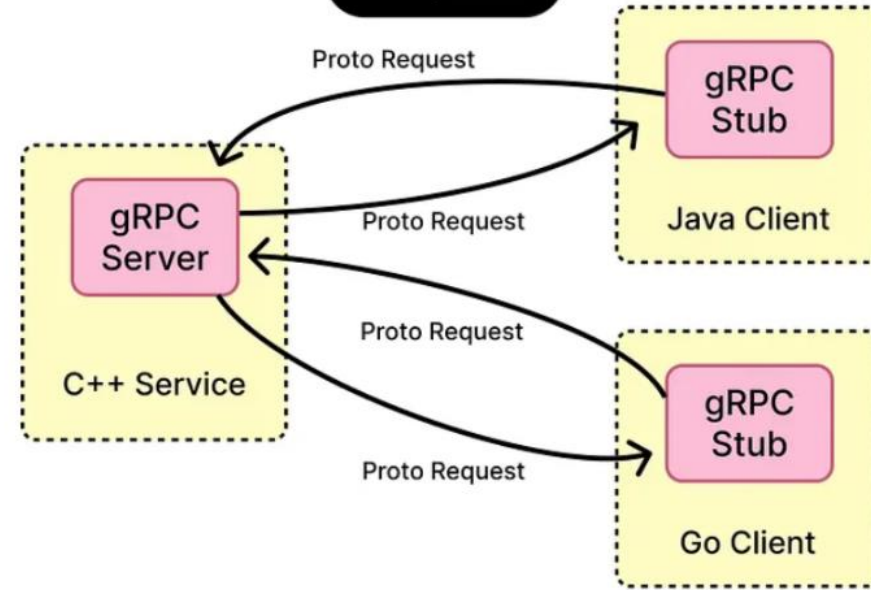 Proto Request
gRPC
Stub
Java Client
Proto Request
gRPC
Server
C++ Service
Proto Request
gRPC
Stub
Go Client
Proto Request